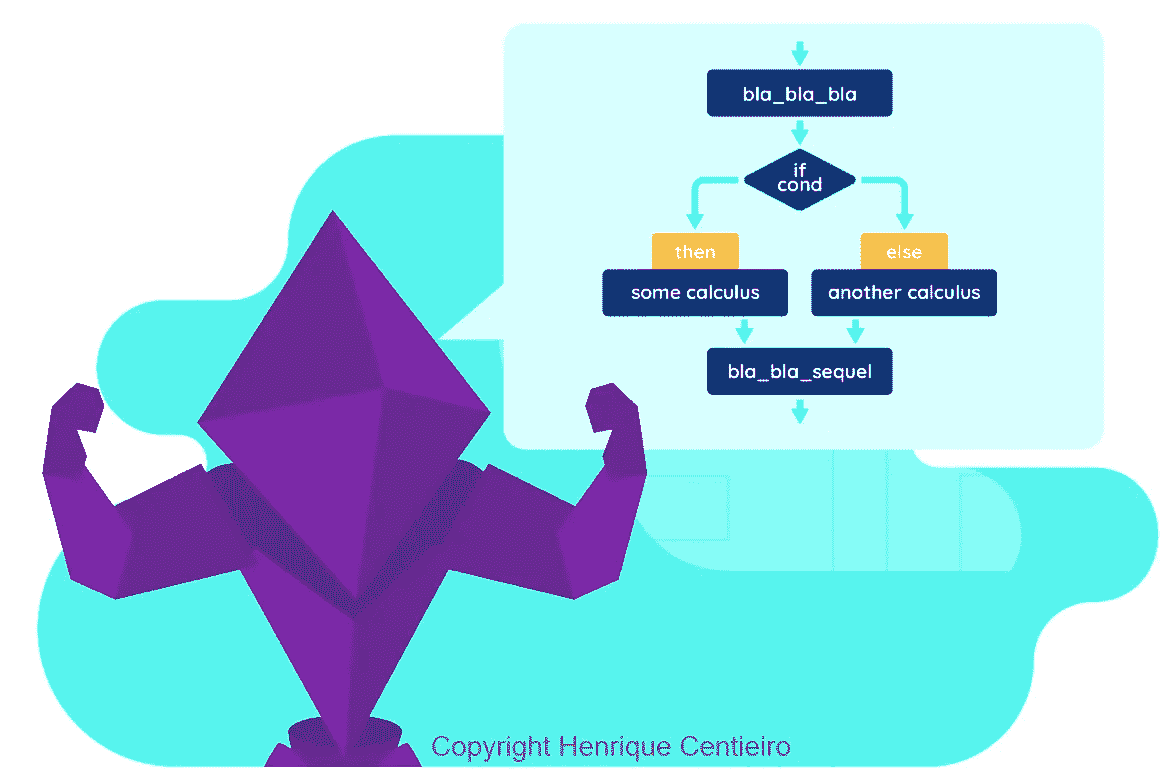 bla_bla_bla
if
cond
then
else
some calculus
another calculus
bla_bla_sequel
Copyright Henrique Centieiro